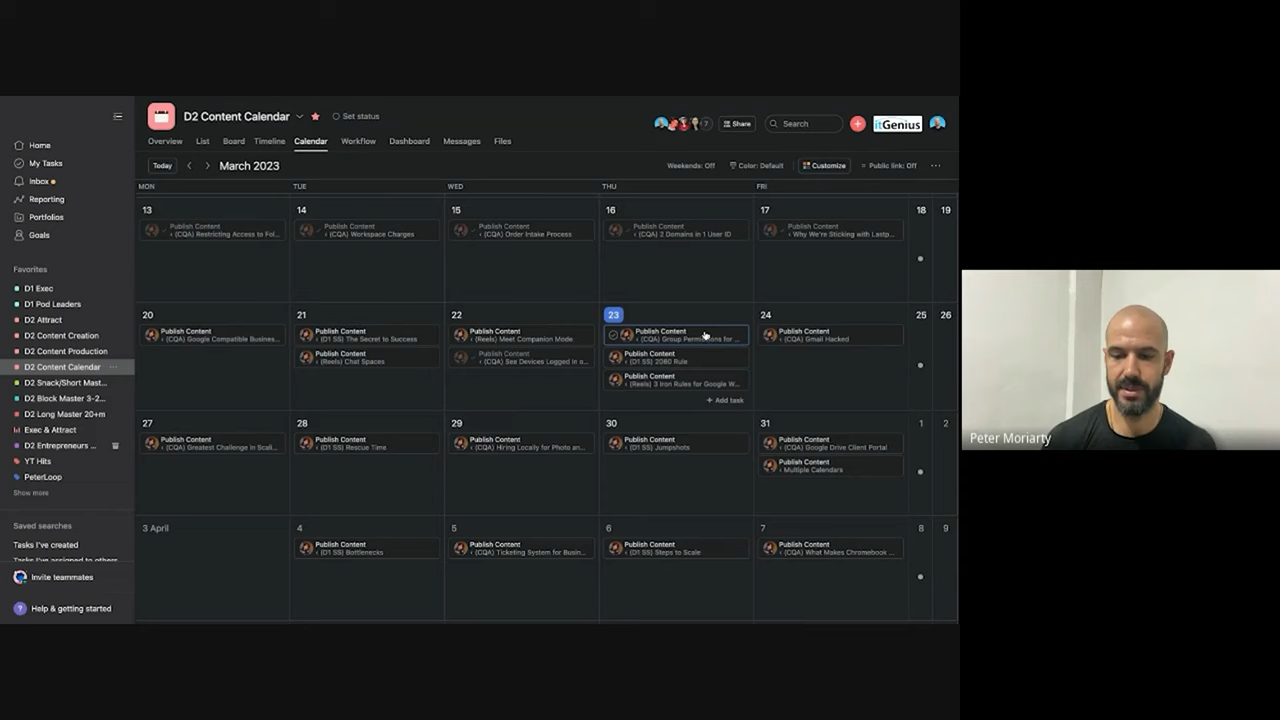 D2 Content Calendar
Set status
7
Share
Search
itGenius
Overview
List
Board
Timeline
Calendar
Workflow
Dashboard
Messages
Files
Today
March 2023
Weekends: Off
Color: Default
Customize
Public link: Off
Home
My Tasks
Inbox
Reporting
Portfolios
Goals
Favorites
D1 Exec
D1 Pod Leaders
D2 Attract
D2 Content Creation
D2 Content Production
D2 Content Calendar
D2 Snack/Short Mast...
D2 Block Master 3-2...
D2 Long Master 20+m
Exec & Attract
D2 Entrepreneurs ...
YT Hits
PeterLoop
Show more
Saved searches
Tasks I've created
Tasks I've assigned to others
Invite teammates
Help & getting started
MON
TUE
WED
THU
FRI
13
Publish Content
‹ (CQA) Restricting Access to Fol...
14
Publish Content
‹ (CQA) Workspace Charges
15
Publish Content
‹ (CQA) Order Intake Process
16
Publish Content
‹ (CQA) 2 Domains in 1 User ID
17
Publish Content
‹ Why We're Sticking with Lastp...
18
19
20
Publish Content
‹ (CQA) Google Compatible Busines...
21
Publish Content
‹ (D1 SS) The Secret to Success
Publish Content
‹ (Reels) Chat Spaces
22
Publish Content
‹ (Reels) Meet Companion Mode
Publish Content
‹ (CQA) See Devices Logged in o...
23
Publish Content
‹ (CQA) Group Permissions for ...
Publish Content
‹ (D1 SS) 2080 Rule
Publish Content
‹ (Reels) 3 Iron Rules for Google W...
+ Add task
24
Publish Content
‹ (CQA) Gmail Hacked
25
26
27
Publish Content
‹ (CQA) Greatest Challenge in Scali...
28
Publish Content
‹ (D1 SS) Rescue Time
29
Publish Content
‹ (CQA) Hiring Locally for Photo an...
30
Publish Content
‹ (D1 SS) Jumpshots
31
Publish Content
‹ (CQA) Google Drive Client Portal
Publish Content
‹ Multiple Calendars
1
2
3 April
4
Publish Content
‹ (D1 SS) Bottlenecks
5
Publish Content
‹ (CQA) Ticketing System for Busin...
6
Publish Content
‹ (D1 SS) Steps to Scale
7
Publish Content
‹ (CQA) What Makes Chromebook ...
8
9
Peter Moriarty